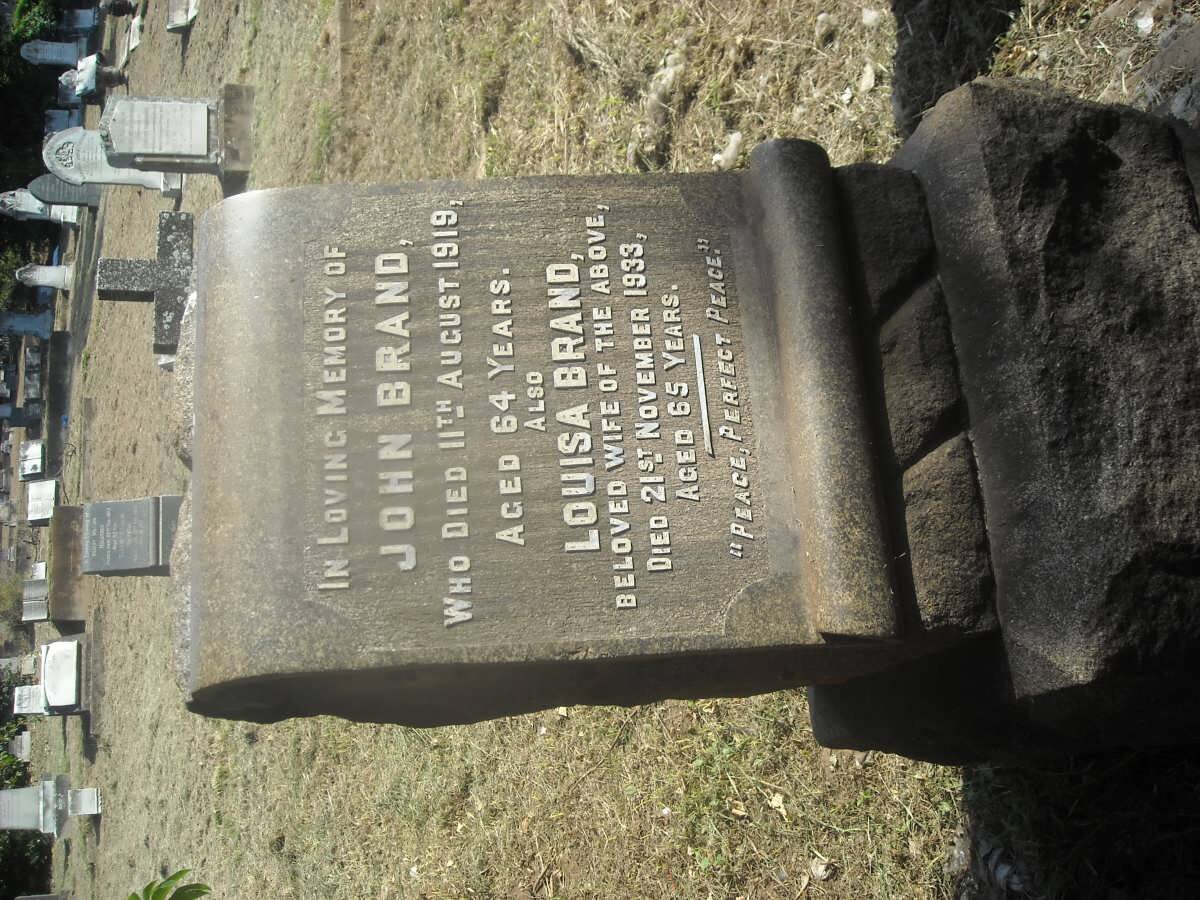 IN LOVING MEMORY OF
JOHN BRAND,
WHO DIED 11TH AUGUST 1919,
AGED 64 YEARS.
ALSO
LOUISA BRAND,
BELOVED WIFE OF THE ABOVE,
DIED 21ST NOVEMBER 1933,
AGED 65 YEARS.
"PEACE, PERFECT PEACE."